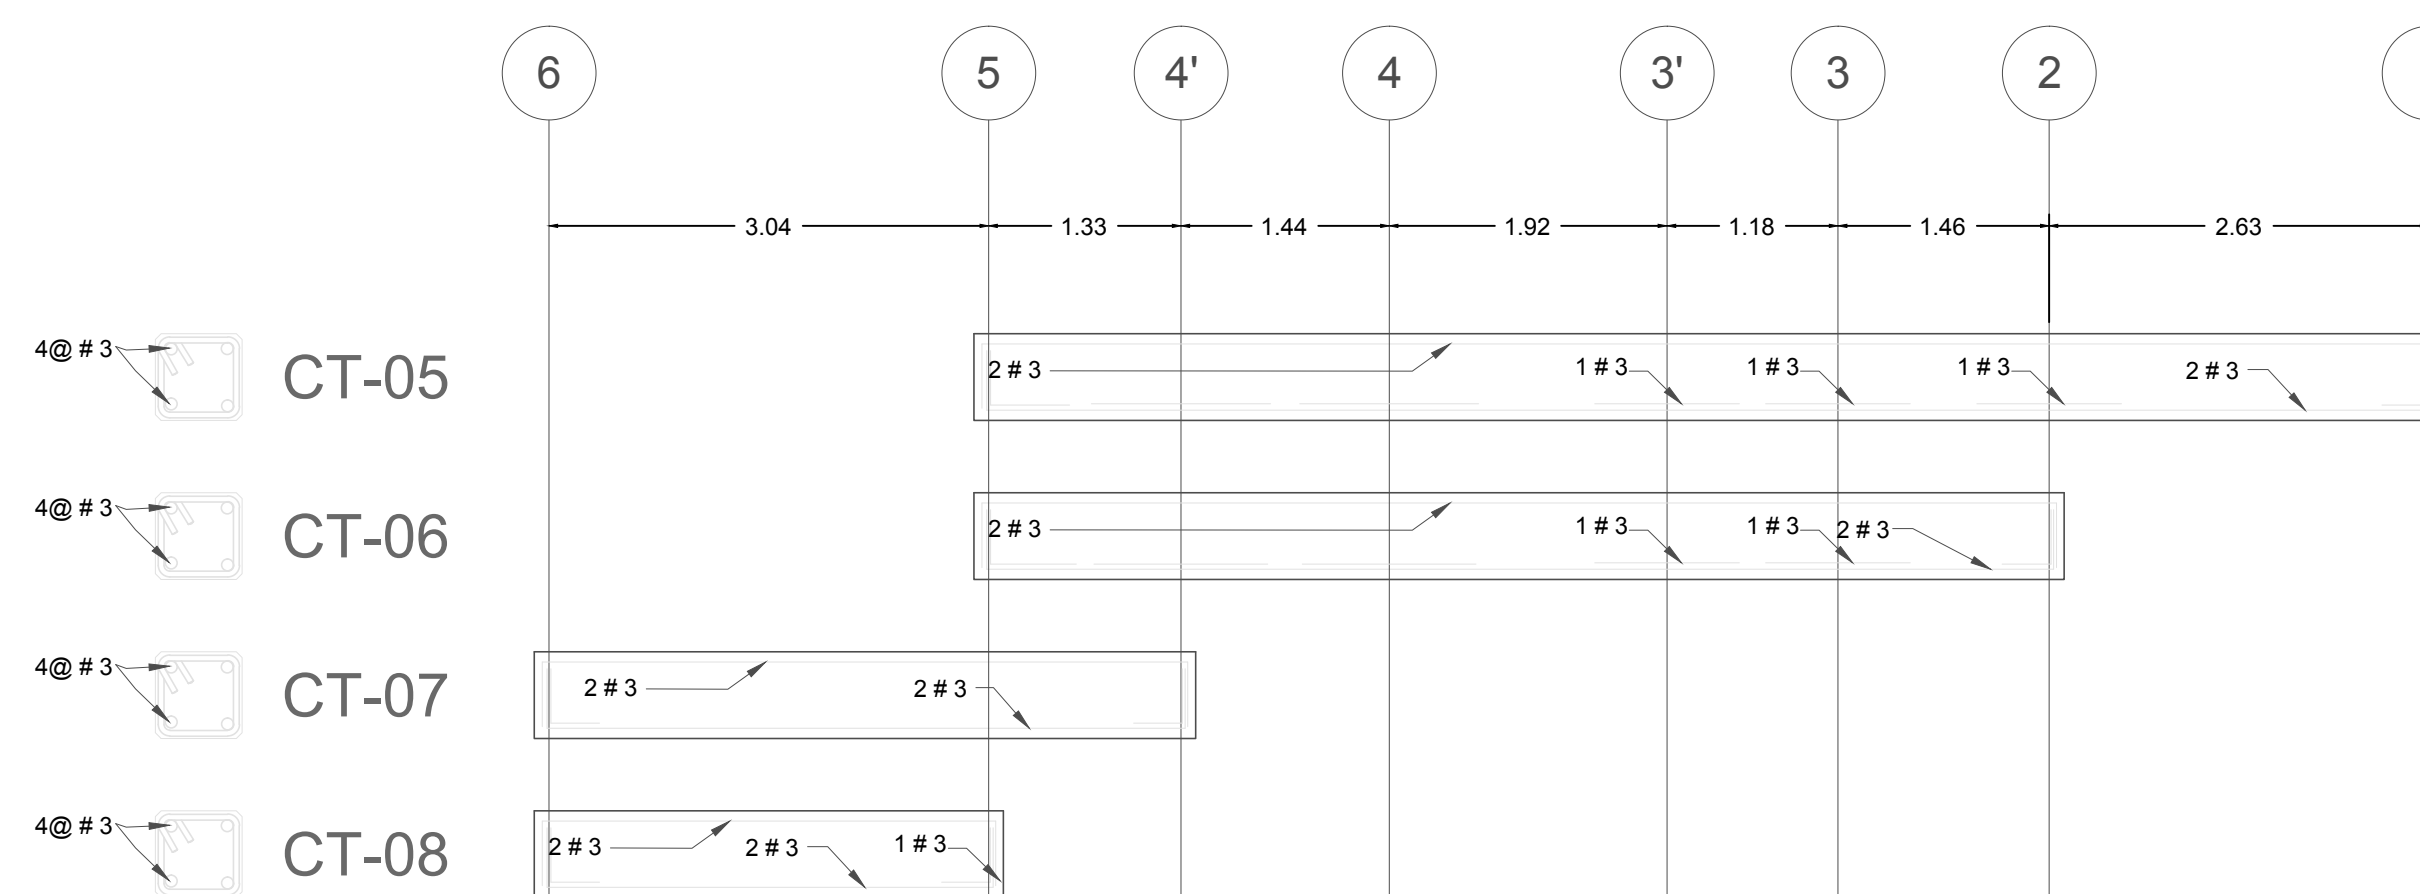 6 5 4' 4 3' 3 2
3.04 1.33 1.44 1.92 1.18 1.46 2.63
4@ # 3 CT-05 2 # 3 1 # 3 1 # 3 1 # 3 2 # 3
4@ # 3 CT-06 2 # 3 1 # 3 1 # 3 2 # 3
4@ # 3 CT-07 2 # 3 2 # 3
4@ # 3 CT-08 2 # 3 2 # 3 1 # 3